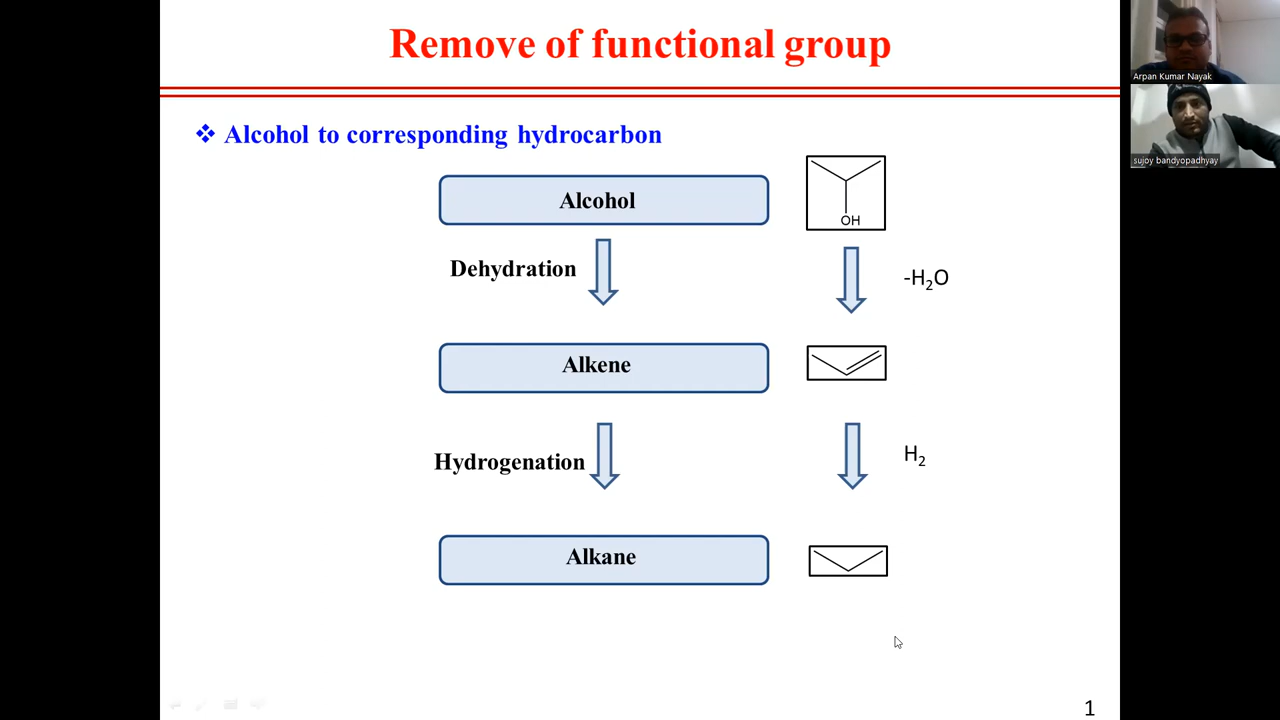 Remove of functional group
❖ Alcohol to corresponding hydrocarbon
Alcohol
OH
Dehydration
-H₂O
Alkene
Hydrogenation
H₂
Alkane
1
Arpan Kumar Nayak
sujoy bandyopadhyay